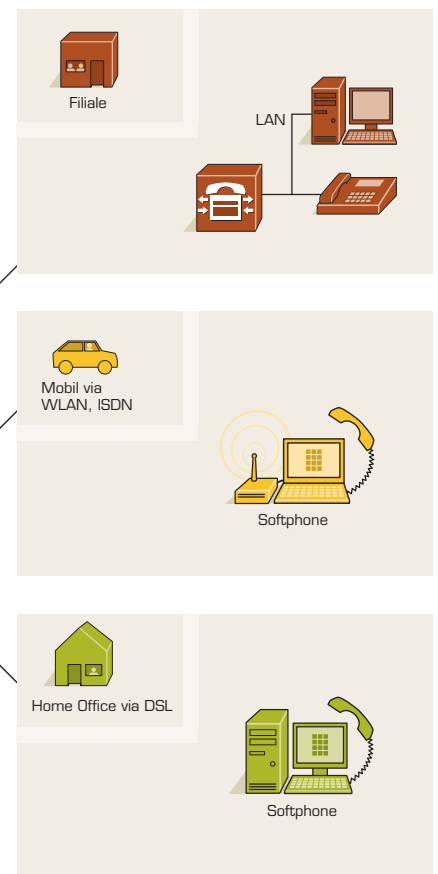 Filiale
LAN
Mobil via
WLAN, ISDN
Softphone
Home Office via DSL
Softphone